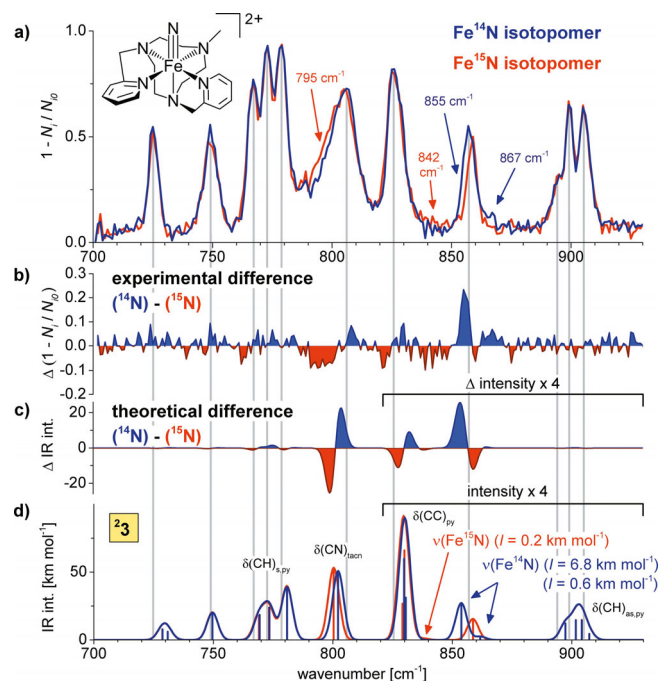 a)
N
N
N
Fe
N
N
N
2+
Fe¹⁴N isotopomer
Fe¹⁵N isotopomer
795 cm⁻¹
855 cm⁻¹
842
cm⁻¹
867 cm⁻¹
1 - Nᵢ / Nᵢ₀
1.0
0.5
0.0
700 750 800 850 900
b)
experimental difference
(¹⁴N) - (¹⁵N)
Δ (1 - Nᵢ / Nᵢ₀)
0.3
0.2
0.1
0.0
-0.1
-0.2
Δ intensity x 4
c)
theoretical difference
(¹⁴N) - (¹⁵N)
Δ IR int.
20
0
intensity x 4
d)
²3
δ(CH)s,py
δ(CN)tacn
δ(CC)py
ν(Fe¹⁵N) (I = 0.2 km mol⁻¹)
ν(Fe¹⁴N) (I = 6.8 km mol⁻¹)
(I = 0.6 km mol⁻¹)
δ(CH)as,py
IR int. [km mol⁻¹]
100
50
0
700 750 800 850 900
wavenumber [cm⁻¹]